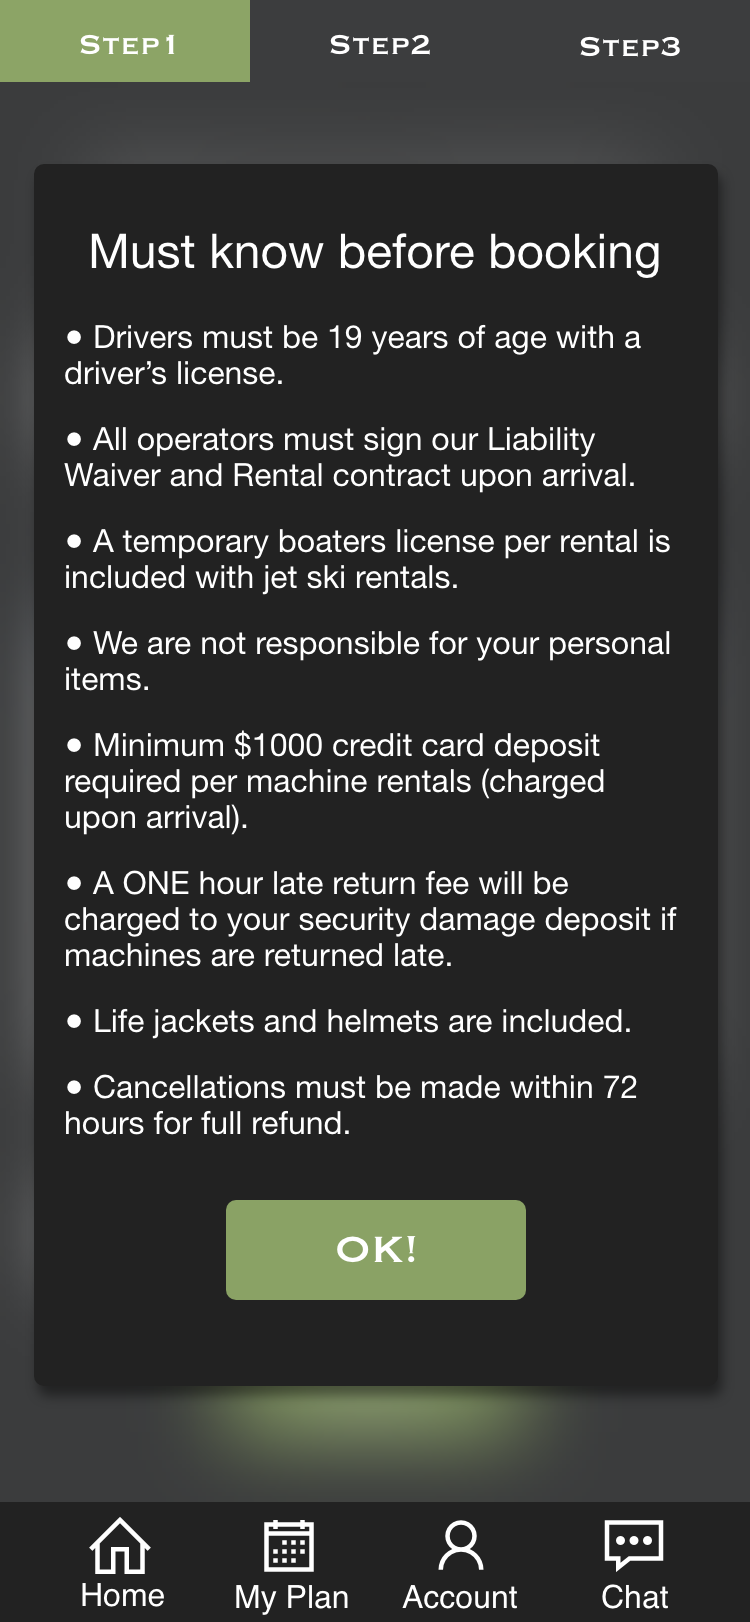 Step1 Step2 Step3
Must know before booking
● Drivers must be 19 years of age with a
driver’s license.
● All operators must sign our Liability
Waiver and Rental contract upon arrival.
● A temporary boaters license per rental is
included with jet ski rentals.
● We are not responsible for your personal
items.
● Minimum $1000 credit card deposit
required per machine rentals (charged
upon arrival).
● A ONE hour late return fee will be
charged to your security damage deposit if
machines are returned late.
● Life jackets and helmets are included.
● Cancellations must be made within 72
hours for full refund.
OK!
Home My Plan Account Chat